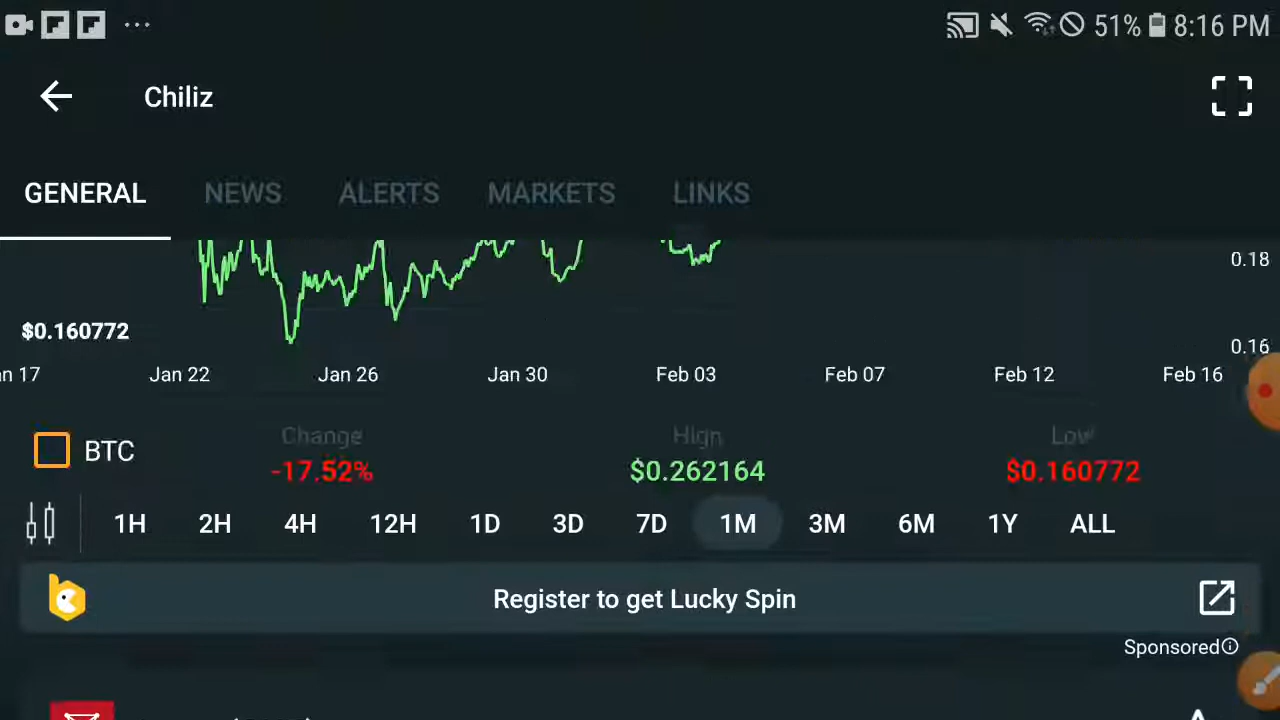 51% 8:16 PM
Chiliz
GENERAL NEWS ALERTS MARKETS LINKS
0.18
$0.160772
0.16
n 17 Jan 22 Jan 26 Jan 30 Feb 03 Feb 07 Feb 12 Feb 16
Change High Low
BTC -17.52% $0.262164 $0.160772
1H 2H 4H 12H 1D 3D 7D 1M 3M 6M 1Y ALL
Register to get Lucky Spin
Sponsored